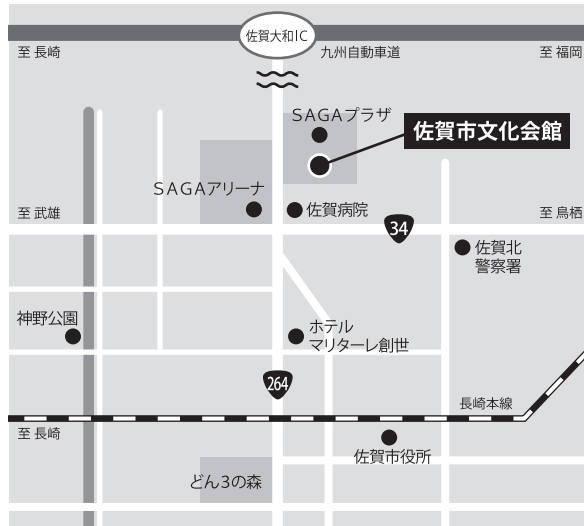 佐賀大和IC
至 長崎
九州自動車道
至 福岡
SAGAプラザ
佐賀市文化会館
SAGAアリーナ
至 武雄
佐賀病院
至 鳥栖
34
佐賀北
警察署
神野公園
ホテル
マリターレ創世
264
長崎本線
至 長崎
佐賀市役所
どん3の森